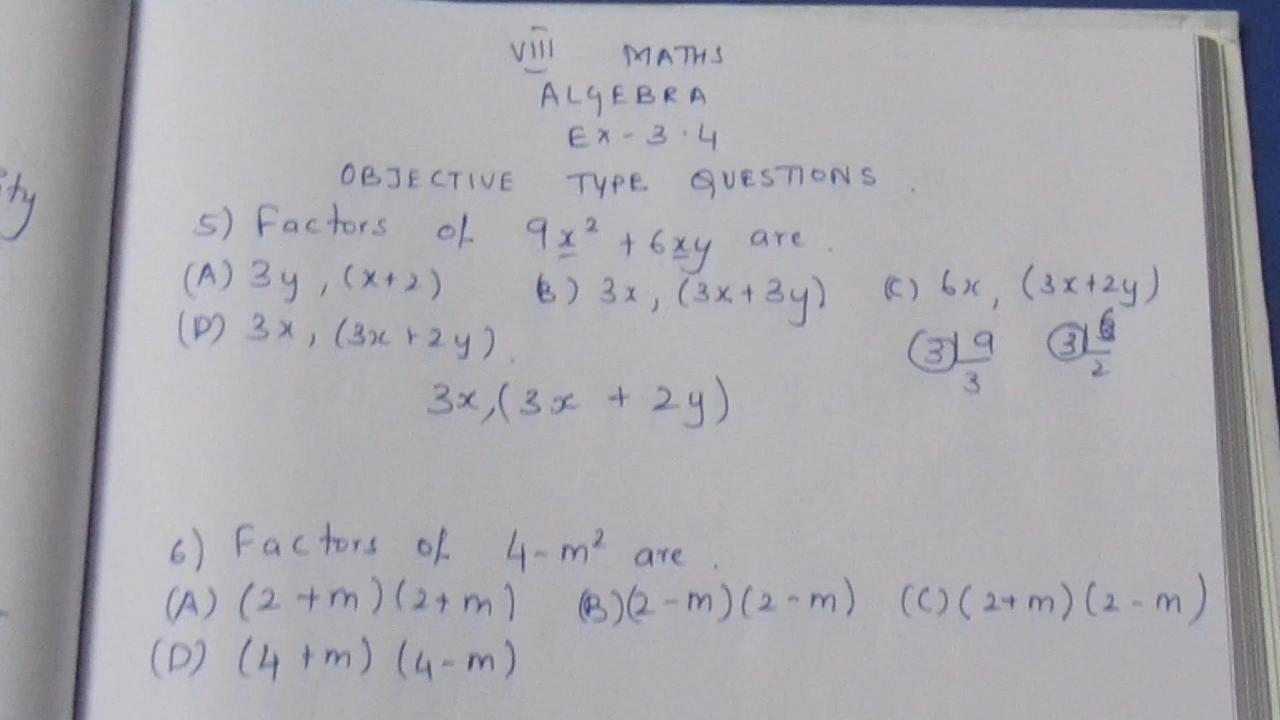 VIII MATHS
ALGEBRA
Ex - 3.4
OBJECTIVE TYPE QUESTIONS.
5) Factors of 9x² + 6xy are.
(A) 3y, (x+2) B) 3x, (3x+3y) (C) 6x, (3x+2y)
(D) 3x, (3x+2y).
3 9 3 6
3 2
3x, (3x + 2y)
6) Factors of 4-m² are.
(A) (2+m)(2+m) (B)(2-m)(2-m) (C)(2+m)(2-m)
(D) (4+m) (4-m)